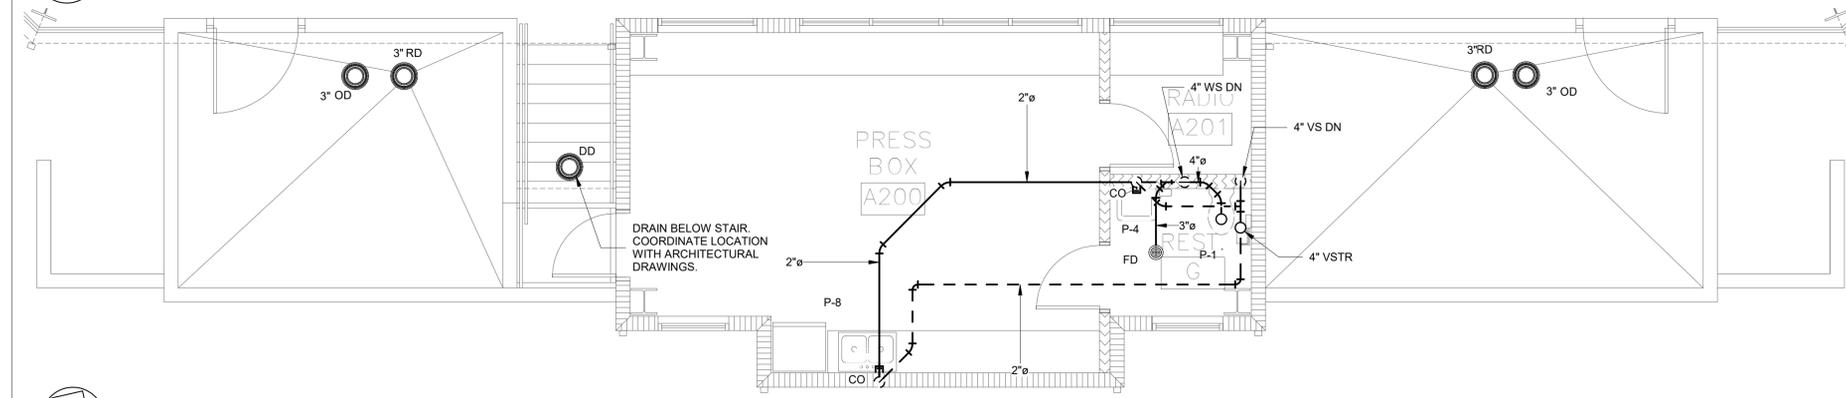 3" RD
3" OD
DD
DRAIN BELOW STAIR.
COORDINATE LOCATION
WITH ARCHITECTURAL
DRAWINGS.
2"ø
PRESS
BOX
A200
2"ø
P-8
CO
2"ø
4" WS DN
RADIO
A201
4"ø
4" VS DN
CO
P-4
3"ø
REST.
P-1
G
FD
4" VSTR
3"RD
3" OD